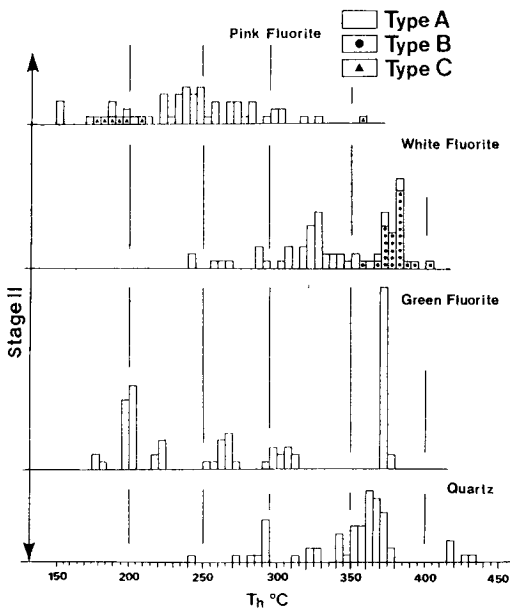 Pink Fluorite
Type A
Type B
Type C
White Fluorite
Green Fluorite
Quartz
Stage II
150 200 250 300 350 400 450
Th °C